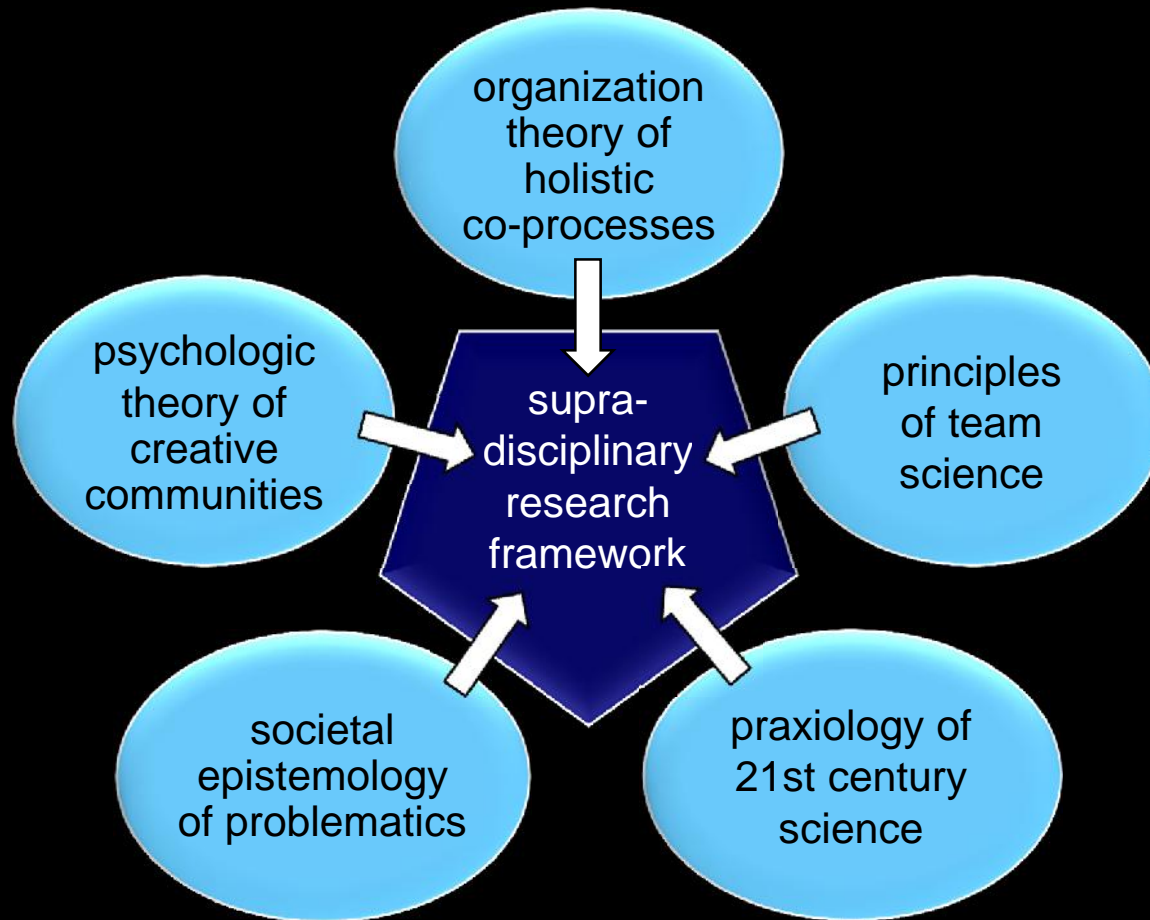 organization
theory of
holistic
co-processes
psychologic
theory of
creative
communities
supra-
disciplinary
research
framework
principles
of team
science
societal
epistemology
of problematics
praxiology of
21st century
science